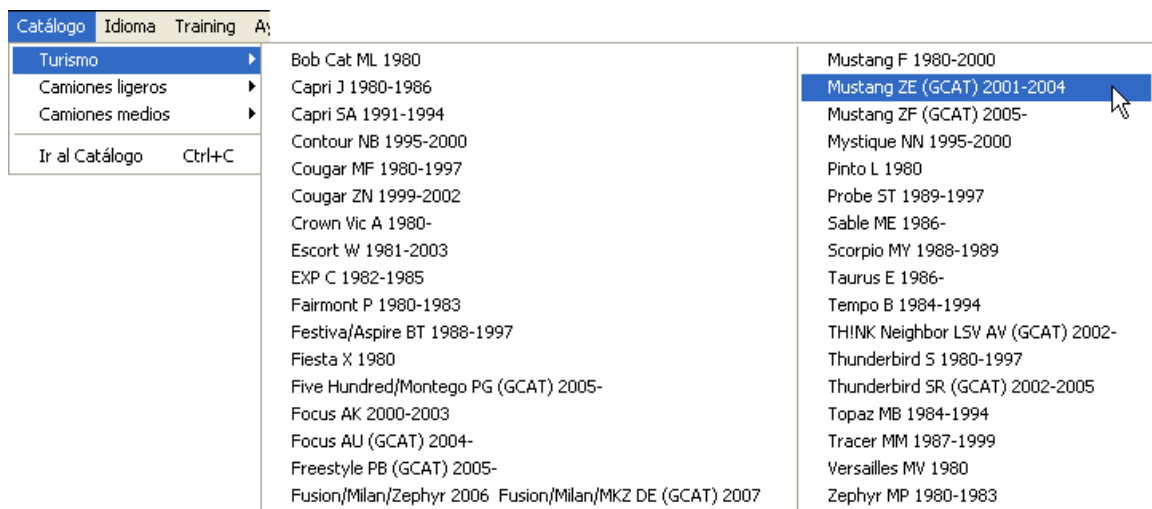 Catálogo Idioma Training Ay
Turismo
Camiones ligeros
Camiones medios
Ir al Catálogo Ctrl+C
Bob Cat ML 1980
Capri J 1980-1986
Capri SA 1991-1994
Contour NB 1995-2000
Cougar MF 1980-1997
Cougar ZN 1999-2002
Crown Vic A 1980-
Escort W 1981-2003
EXP C 1982-1985
Fairmont P 1980-1983
Festiva/Aspire BT 1988-1997
Fiesta X 1980
Five Hundred/Montego PG (GCAT) 2005-
Focus AK 2000-2003
Focus AU (GCAT) 2004-
Freestyle PB (GCAT) 2005-
Fusion/Milan/Zephyr 2006 Fusion/Milan/MKZ DE (GCAT) 2007
Mustang F 1980-2000
Mustang ZE (GCAT) 2001-2004
Mustang ZF (GCAT) 2005-
Mystique NN 1995-2000
Pinto L 1980
Probe ST 1989-1997
Sable ME 1986-
Scorpio MY 1988-1989
Taurus E 1986-
Tempo B 1984-1994
TH!NK Neighbor LSV AV (GCAT) 2002-
Thunderbird S 1980-1997
Thunderbird SR (GCAT) 2002-2005
Topaz MB 1984-1994
Tracer MM 1987-1999
Versailles MV 1980
Zephyr MP 1980-1983